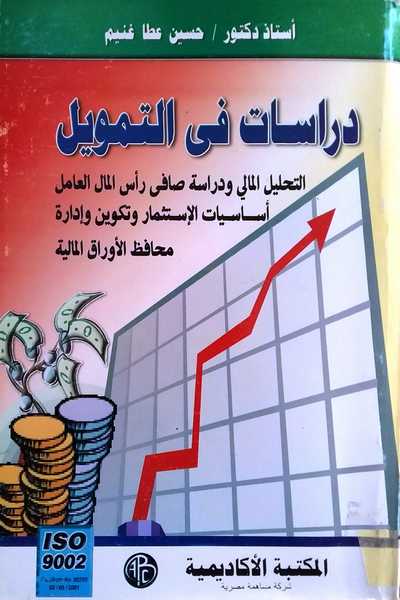 أستاذ دكتور / حسين عطا غنيم
دراسات فى التمويل
التحليل المالي ودراسة صافى رأس المال العامل
أساسيات الإستثمار وتكوين وإدارة
محافظ الأوراق المالية
ISO
9002
المكتبة الأكاديمية
شركة مساهمة مصرية